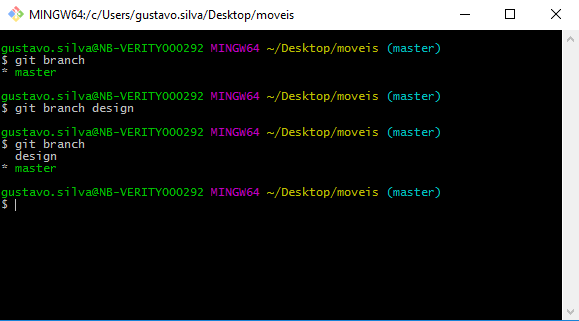 MINGW64:/c/Users/gustavo.silva/Desktop/moveis
gustavo.silva@NB-VERITY000292 MINGW64 ~/Desktop/moveis (master)
$ git branch
* master
gustavo.silva@NB-VERITY000292 MINGW64 ~/Desktop/moveis (master)
$ git branch design
gustavo.silva@NB-VERITY000292 MINGW64 ~/Desktop/moveis (master)
$ git branch
  design
* master
gustavo.silva@NB-VERITY000292 MINGW64 ~/Desktop/moveis (master)
$